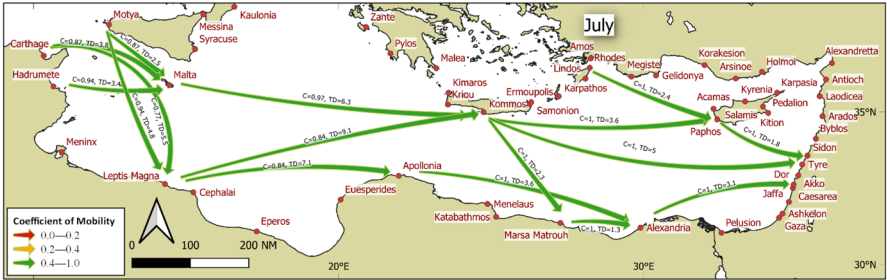 July
Motya
Kaulonia
Messina
Syracuse
Carthage
Hadrumete
Malta
Meninx
Leptis Magna
Cephalai
Eperos
Euesperides
Apollonia
Zante
Pylos
Malea
Kimaros
Kriou
Kommos
Ermoupolis
Samonion
Amos
Rhodes
Lindos
Karpathos
Megiste
Gelidonya
Korakesion
Arsinoe
Holmoi
Alexandretta
Antioch
Laodicea
Karpasia
Kyrenia
Acamas
Pedalion
Salamis
Kition
Paphos
Arados
Byblos
Sidon
Tyre
Dor
Akko
Jaffa
Caesarea
Ashkelon
Gaza
Pelusion
Alexandria
Marsa Matrouh
Menelaus
Katabathmos
C=0.87, TD=3.8
C=0.87, TD=2.5
C=0.77, TD=5.5
C=0.94, TD=4.8
C=0.97, TD=6.3
C=0.84, TD=9.1
C=0.84, TD=7.1
C=1, TD=3.6
C=1, TD=2.3
C=1, TD=1.3
C=1, TD=3.6
C=1, TD=5
C=1, TD=2.4
C=1, TD=1.8
C=1, TD=3.1
Coefficient of Mobility
0.0—0.2
0.2—0.4
0.4—1.0
0 100 200 NM
20°E
30°E
35°N
30°N